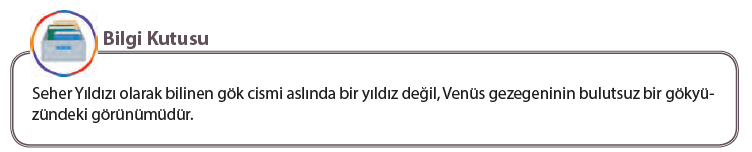 Bilgi Kutusu
Seher Yıldızı olarak bilinen gök cismi aslında bir yıldız değil, Venüs gezegeninin bulutsuz bir gökyü-
zündeki görünümüdür.